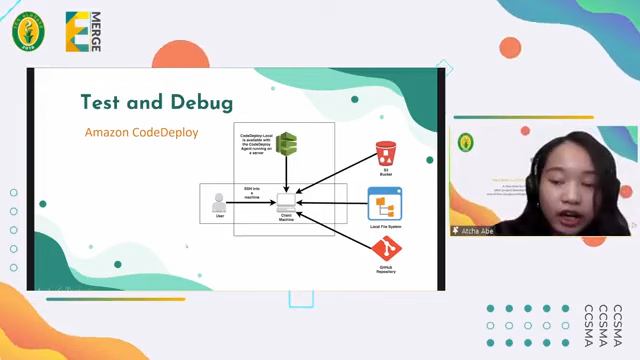 EMERGE
2018
Test and Debug
Amazon CodeDeploy
CodeDeploy-Local
is available with
the CodeDeploy
Agent running on
a server
S3
Bucket
SSH into
a
machine
User
Client
Machine
Local File System
GitHub
Repository
Atcha Abe
CCSMA
CCSMA
CCSMA